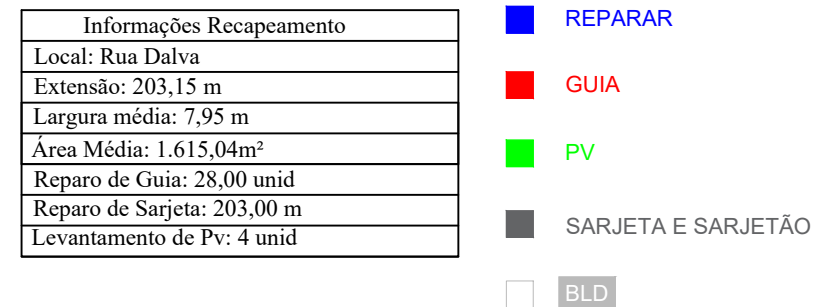 Informações Recapeamento
Local: Rua Dalva
Extensão: 203,15 m
Largura média: 7,95 m
Área Média: 1.615,04m²
Reparo de Guia: 28,00 unid
Reparo de Sarjeta: 203,00 m
Levantamento de Pv: 4 unid
REPARAR
GUIA
PV
SARJETA E SARJETÃO
BLD